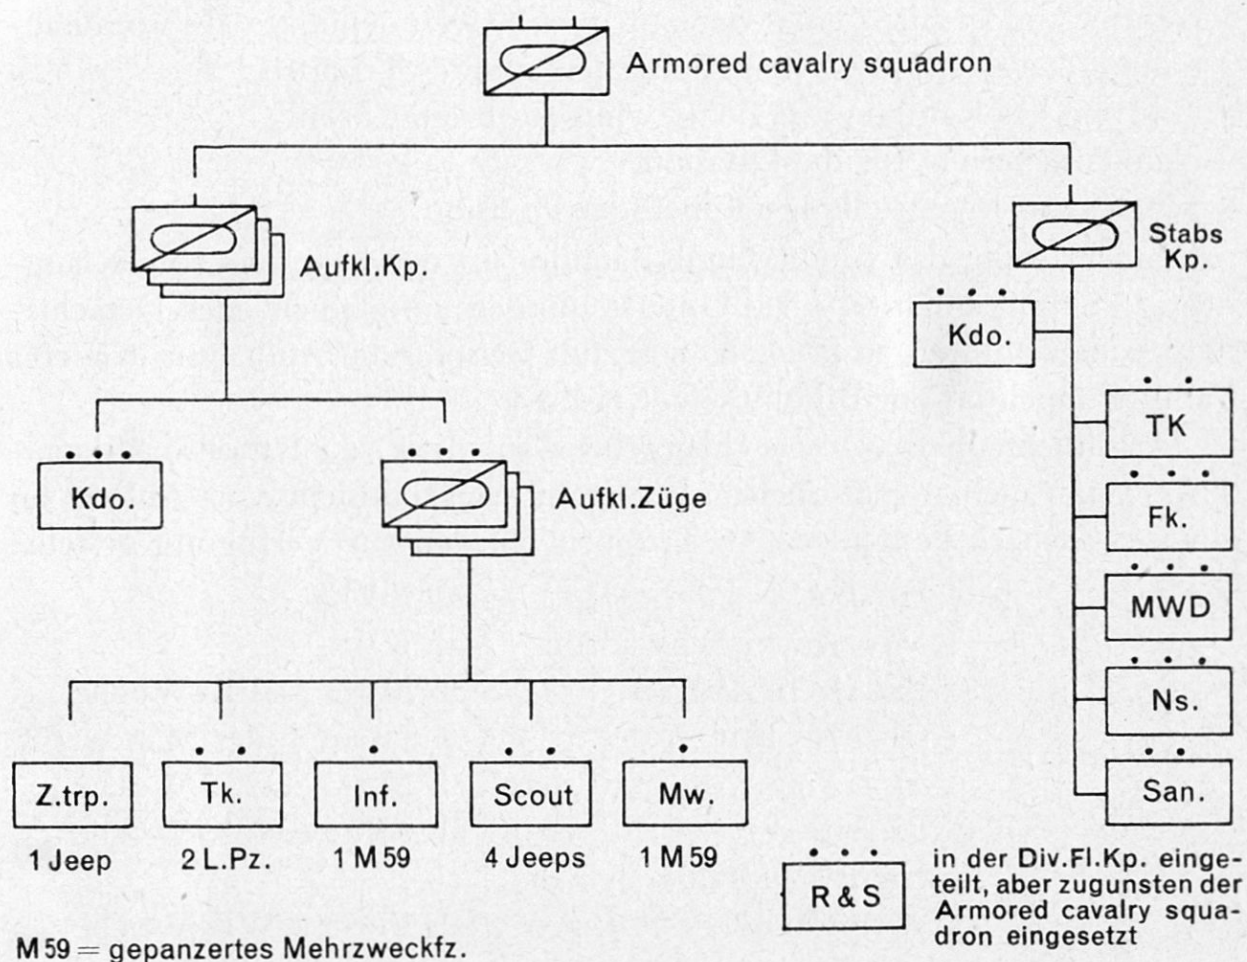 Armored cavalry squadron
Aufkl.Kp.
Stabs
Kp.
Kdo.
TK
Fk.
MWD
Ns.
San.
Kdo.
Aufkl.Züge
Z.trp.
Tk.
Inf.
Scout
Mw.
1 Jeep
2 L.Pz.
1 M 59
4 Jeeps
1 M 59
R & S
in der Div.Fl.Kp. einge-
teilt, aber zugunsten der
Armored cavalry squa-
dron eingesetzt
M 59 = gepanzertes Mehrzweckfz.